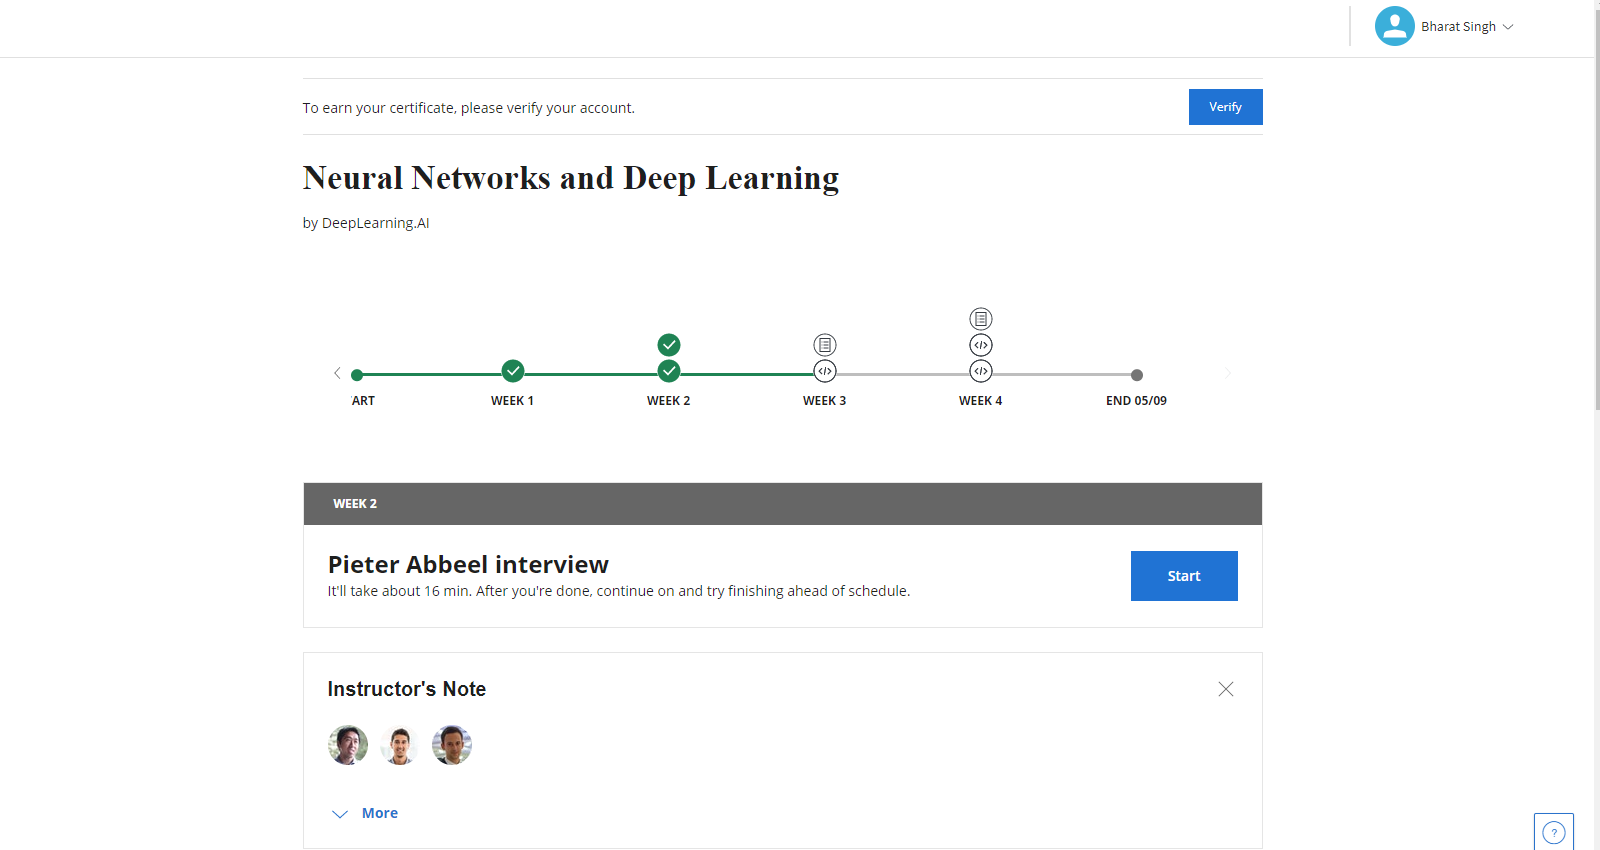 Bharat Singh
To earn your certificate, please verify your account.
Verify
Neural Networks and Deep Learning
by DeepLearning.AI
</>
</>
</>
ART
WEEK 1
WEEK 2
WEEK 3
WEEK 4
END 05/09
WEEK 2
Pieter Abbeel interview
It'll take about 16 min. After you're done, continue on and try finishing ahead of schedule.
Start
Instructor's Note
More
?